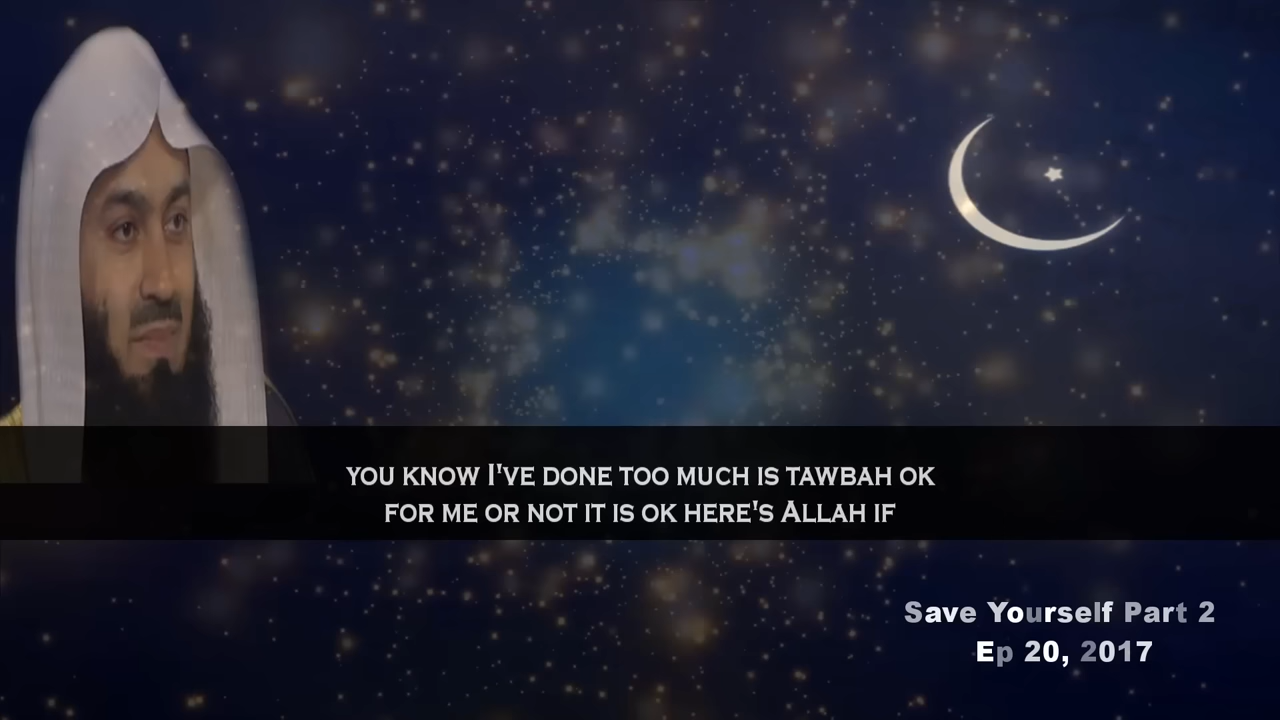 you know I've done too much is tawbah ok
for me or not it is ok here's Allah if
Save Yourself Part 2
Ep 20, 2017